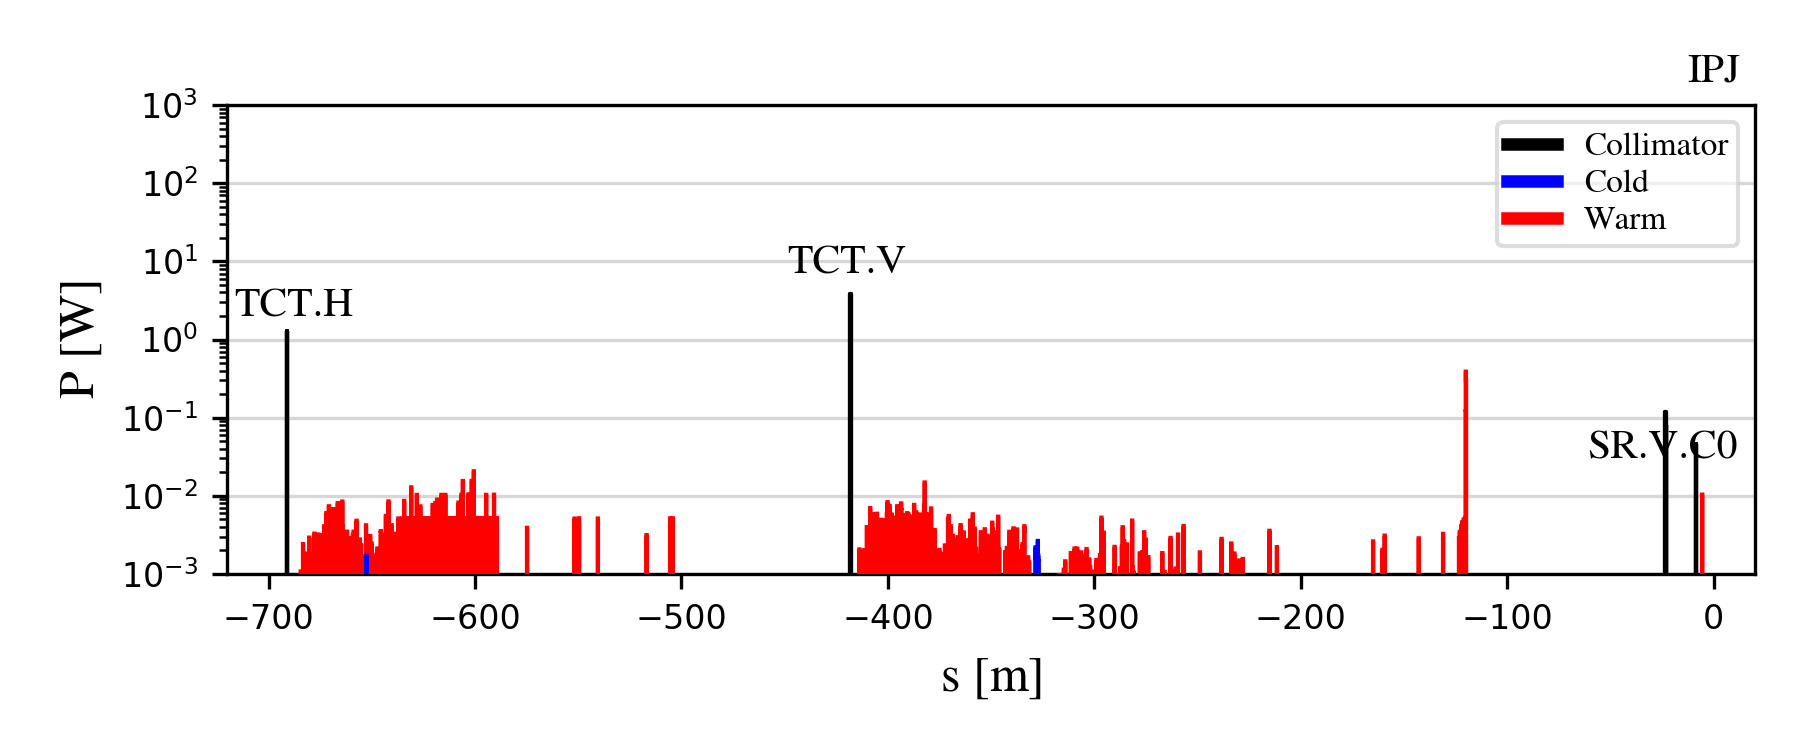 IPJ
10³
Collimator
10²
Cold
Warm
10¹
TCT.V
TCT.H
10⁰
P [W]
10⁻¹
SR.V.C0
10⁻²
10⁻³
−700 −600 −500 −400 −300 −200 −100 0
s [m]